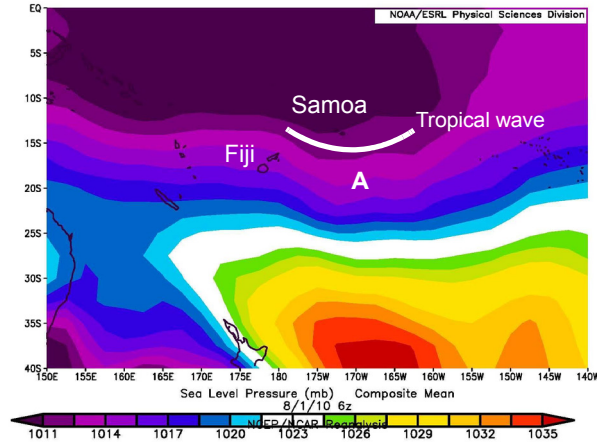 NOAA/ESRL Physical Sciences Division
EQ
5S
10S
15S
20S
25S
30S
35S
40S
Samoa
Tropical wave
Fiji
A
150E 155E 160E 165E 170E 175E 180 175W 170W 165W 160W 155W 150W 145W 140W
Sea Level Pressure (mb) Composite Mean
8/1/10 6z
NCEP/NCAR Reanalysis
1011 1014 1017 1020 1023 1026 1029 1032 1035